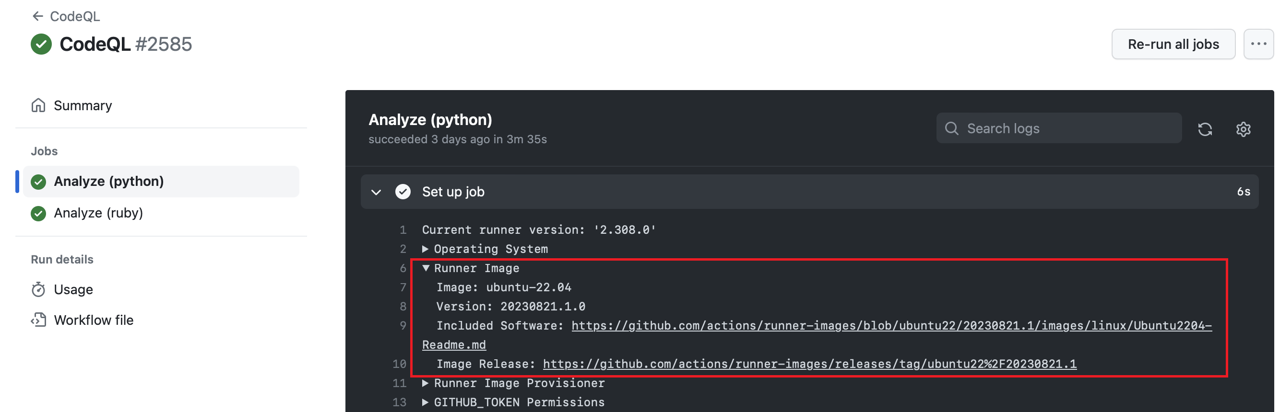 ← CodeQL
CodeQL #2585
Re-run all jobs
...
Summary
Jobs
Analyze (python)
Analyze (ruby)
Run details
Usage
Workflow file
Analyze (python)
succeeded 3 days ago in 3m 35s
Search logs
Set up job
6s
1 Current runner version: '2.308.0'
2 ▶ Operating System
6 ▼ Runner Image
7 Image: ubuntu-22.04
8 Version: 20230821.1.0
9 Included Software: https://github.com/actions/runner-images/blob/ubuntu22/20230821.1/images/linux/Ubuntu2204-
Readme.md
10 Image Release: https://github.com/actions/runner-images/releases/tag/ubuntu22%2F20230821.1
11 ▶ Runner Image Provisioner
13 ▶ GITHUB_TOKEN Permissions